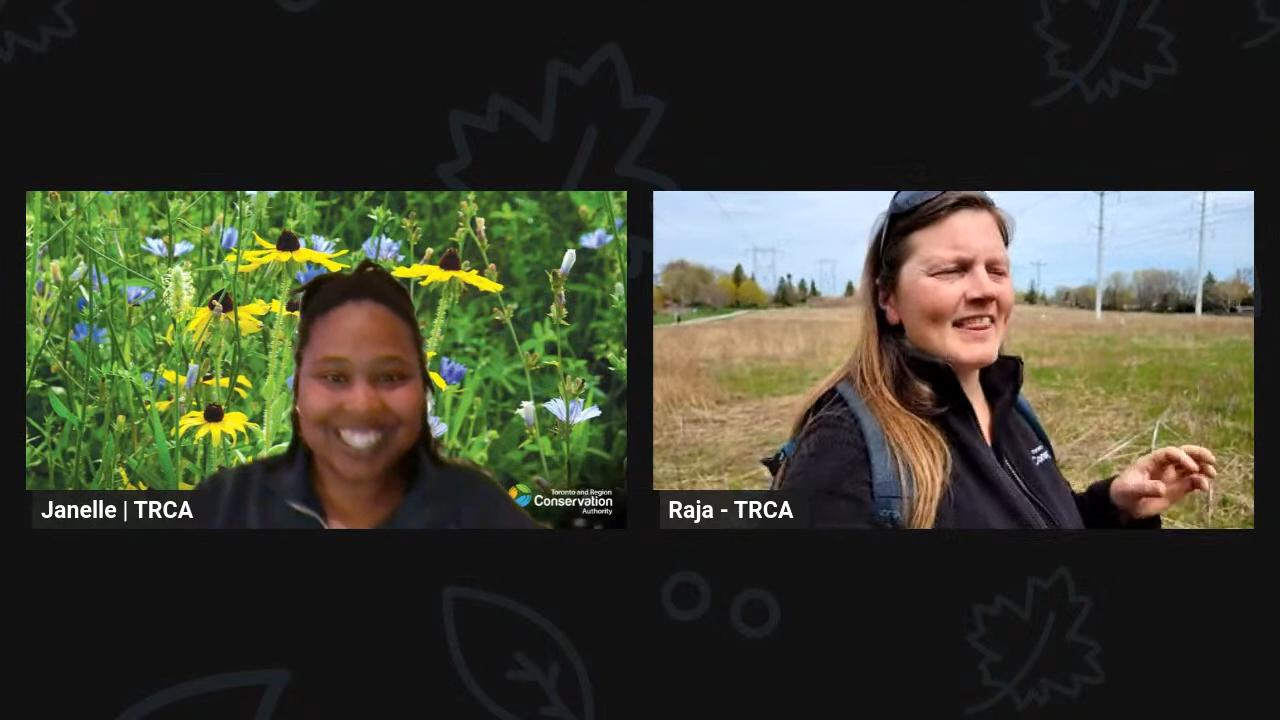 Toronto and Region
Conservation
Authority
Janelle | TRCA
Raja - TRCA